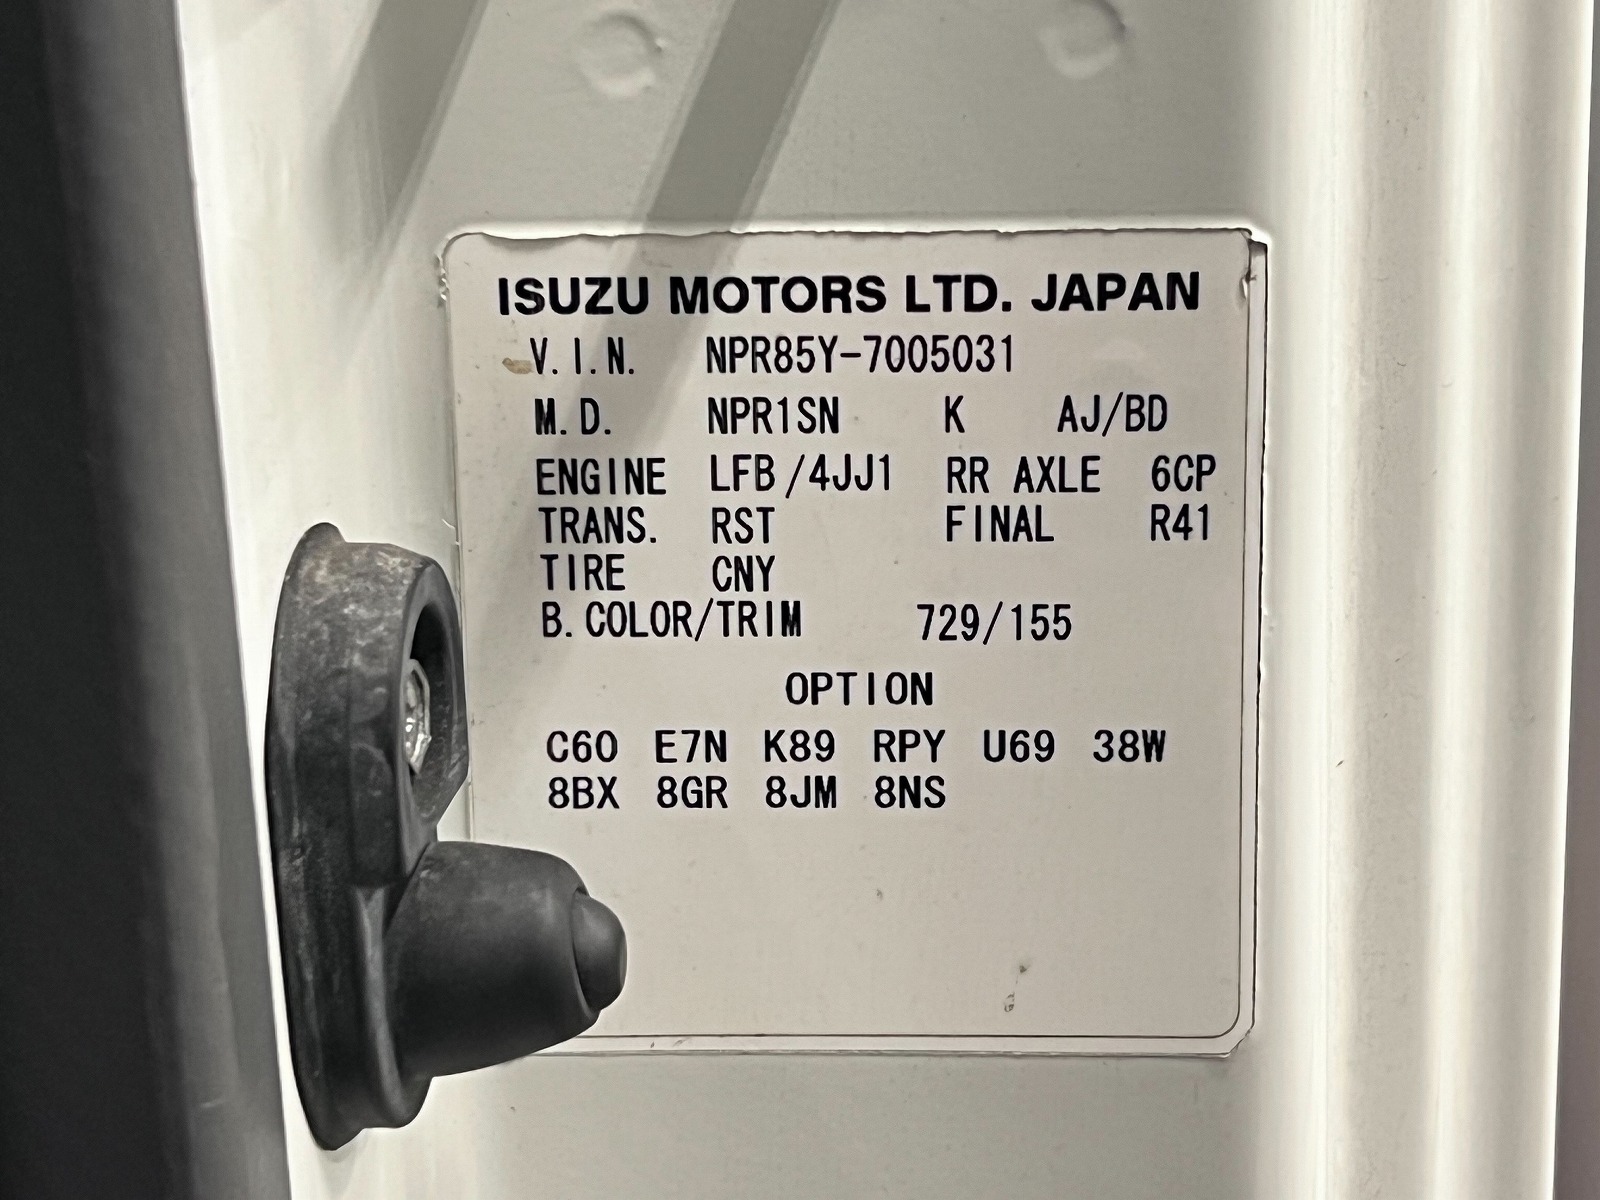 ISUZU MOTORS LTD. JAPAN
V.I.N. NPR85Y-7005031
M.D. NPR1SN K AJ/BD
ENGINE LFB/4JJ1 RR AXLE 6CP
TRANS. RST FINAL R41
TIRE CNY
B.COLOR/TRIM 729/155
OPTION
C60 E7N K89 RPY U69 38W
8BX 8GR 8JM 8NS